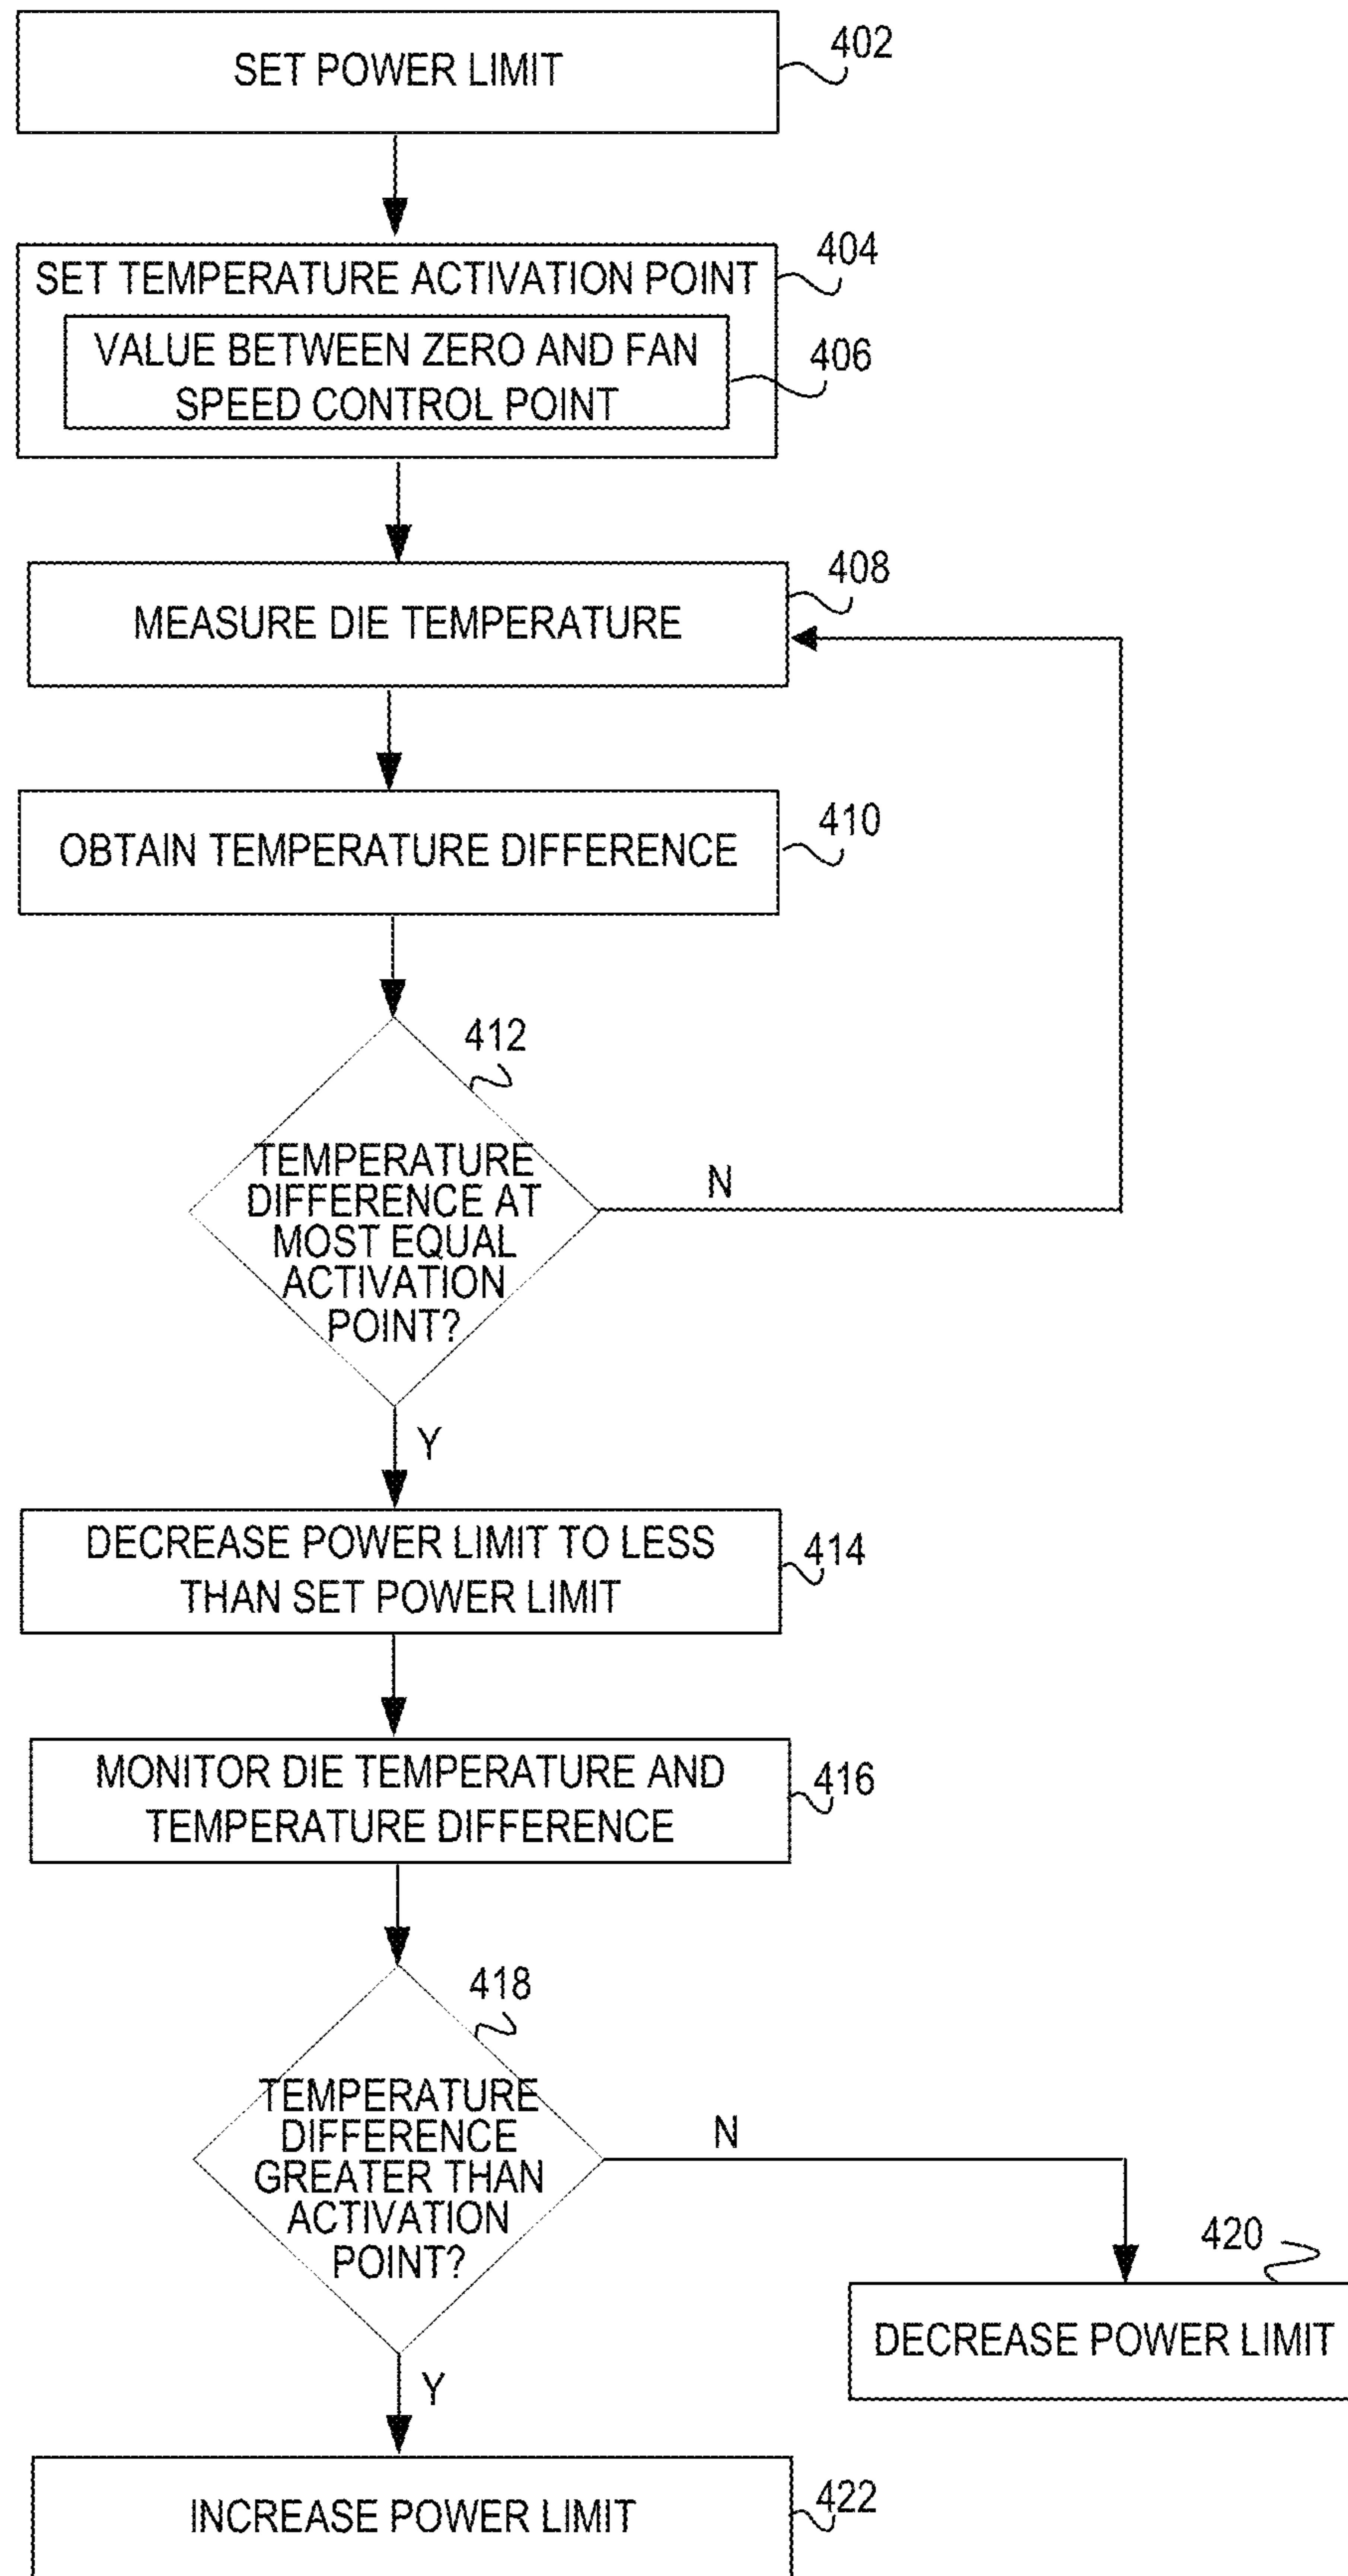 SET POWER LIMIT
402
SET TEMPERATURE ACTIVATION POINT
404
VALUE BETWEEN ZERO AND FAN
SPEED CONTROL POINT
406
MEASURE DIE TEMPERATURE
408
OBTAIN TEMPERATURE DIFFERENCE
410
412
TEMPERATURE
DIFFERENCE AT
MOST EQUAL
ACTIVATION
POINT?
N
Y
DECREASE POWER LIMIT TO LESS
THAN SET POWER LIMIT
414
MONITOR DIE TEMPERATURE AND
TEMPERATURE DIFFERENCE
416
418
TEMPERATURE
DIFFERENCE
GREATER THAN
ACTIVATION
POINT?
N
420
DECREASE POWER LIMIT
Y
INCREASE POWER LIMIT
422